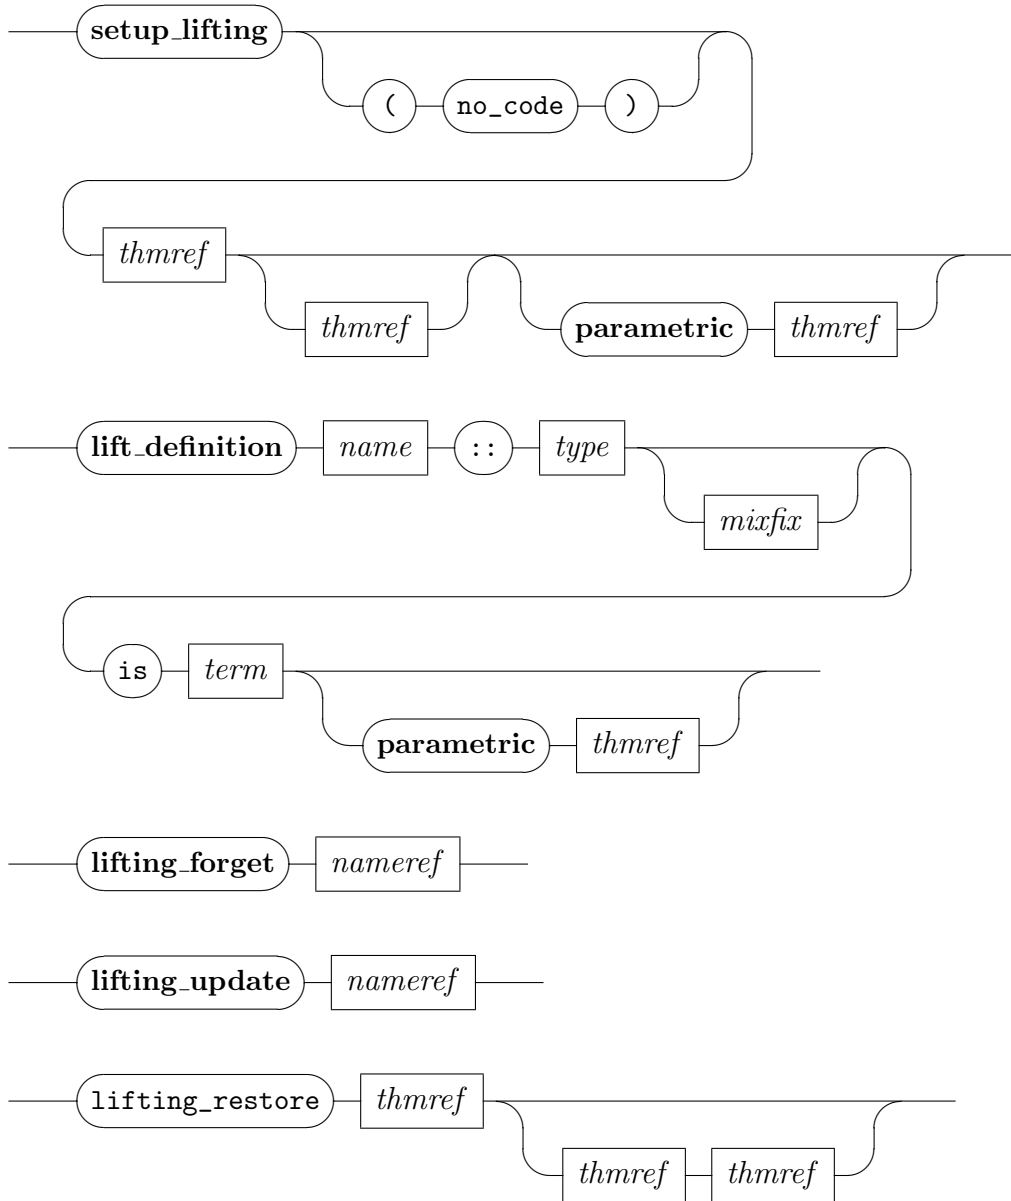 setup_lifting
( no_code )
thmref
thmref parametric thmref
lift_definition name :: type
mixfix
is term
parametric thmref
lifting_forget nameref
lifting_update nameref
lifting_restore thmref
thmref thmref